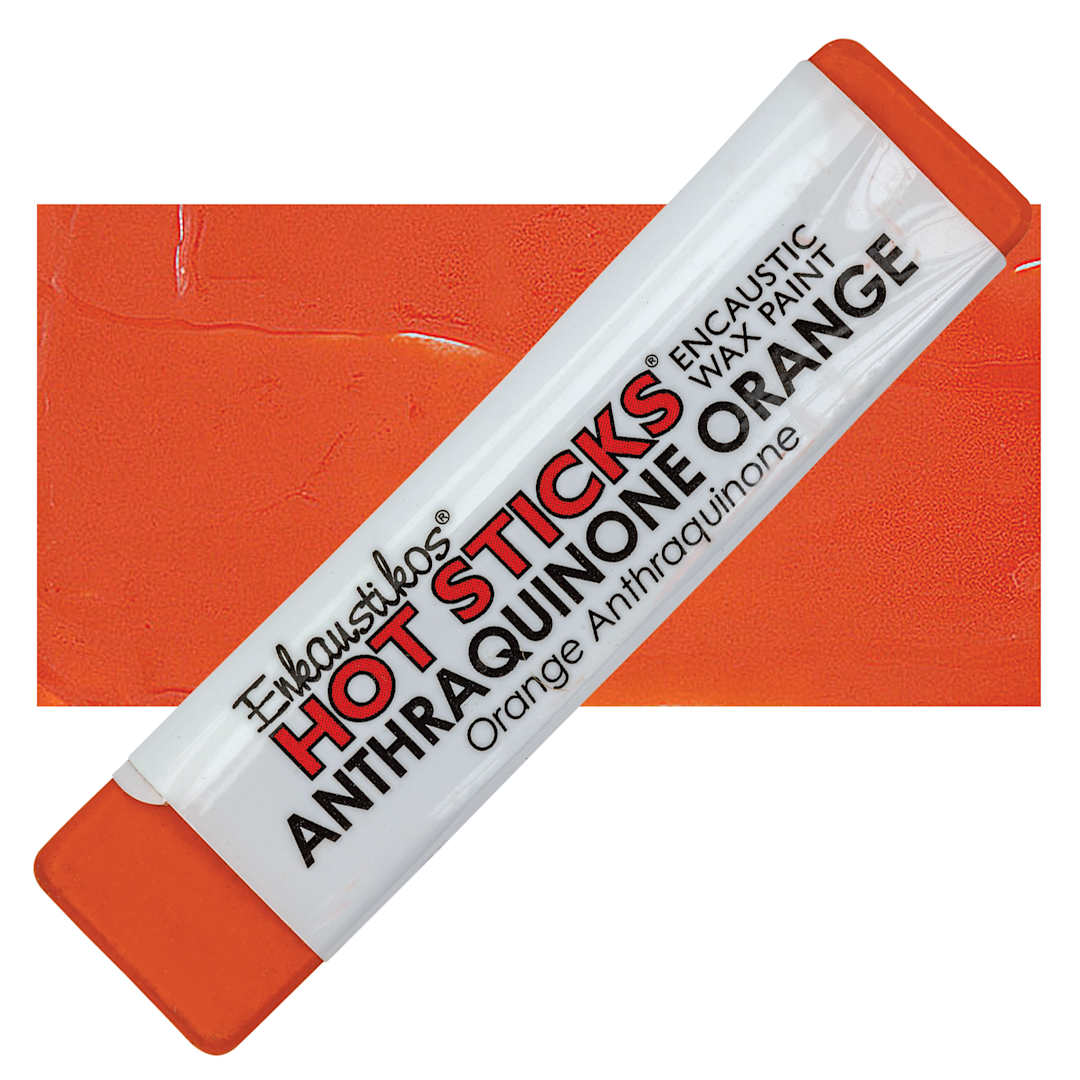 Enkaustikos®
HOT STICKS®
ENCAUSTIC
WAX PAINT
ANTHRAQUINONE ORANGE
Orange Anthraquinone